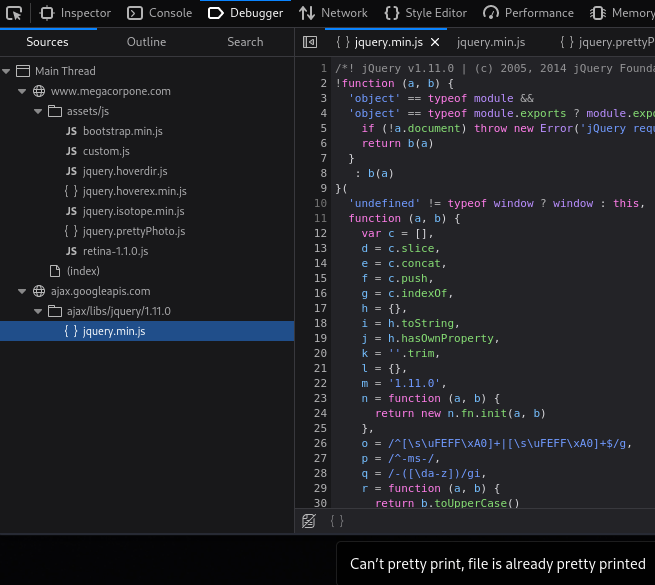 Inspector Console Debugger Network Style Editor Performance Memory
Sources Outline Search
{ } jquery.min.js × jquery.min.js { } jquery.prettyP
Main Thread
www.megacorpone.com
assets/js
JS bootstrap.min.js
JS custom.js
JS jquery.hoverdir.js
{ } jquery.hoverex.min.js
JS jquery.isotope.min.js
{ } jquery.prettyPhoto.js
JS retina-1.1.0.js
(index)
ajax.googleapis.com
ajax/libs/jquery/1.11.0
{ } jquery.min.js
1 /*! jQuery v1.11.0 | (c) 2005, 2014 jQuery Founda
2 !function (a, b) {
3 'object' == typeof module &&
4 'object' == typeof module.exports ? module.expo
5 if (!a.document) throw new Error('jQuery requ
6 return b(a)
7 }
8 : b(a)
9 }(
10 'undefined' != typeof window ? window : this,
11 function (a, b) {
12 var c = [],
13 d = c.slice,
14 e = c.concat,
15 f = c.push,
16 g = c.indexOf,
17 h = {},
18 i = h.toString,
19 j = h.hasOwnProperty,
20 k = ''.trim,
21 l = {},
22 m = '1.11.0',
23 n = function (a, b) {
24 return new n.fn.init(a, b)
25 },
26 o = /^[\s\uFEFF\xA0]+|[\s\uFEFF\xA0]+$/g,
27 p = /^-ms-/,
28 q = /-([\da-z])/gi,
29 r = function (a, b) {
30 return b.toUpperCase()
{ }
Can't pretty print, file is already pretty printed